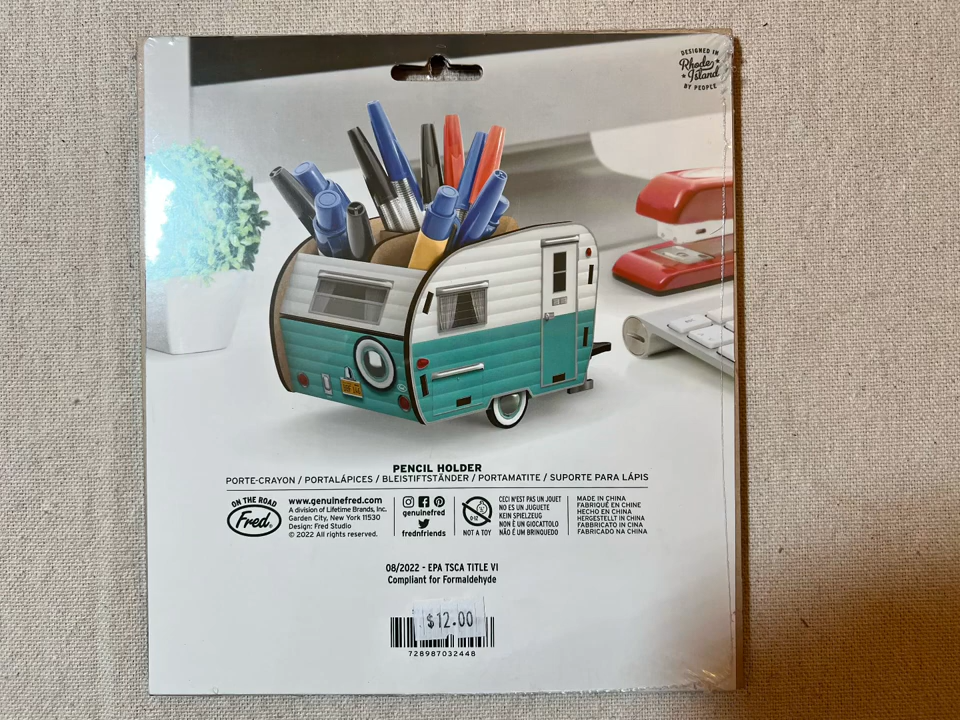 DESIGNED IN
Rhode
Island
BY PEOPLE
PENCIL HOLDER
PORTE-CRAYON / PORTALÁPICES / BLEISTIFTSTÄNDER / PORTAMATITE / SUPORTE PARA LÁPIS
ON THE ROAD
Fred
www.genuinefred.com
A division of Lifetime Brands, Inc.
Garden City, New York 11530
Design: Fred Studio
© 2022 All rights reserved.
genuinefred
frednfriends
0-3
NOT A TOY
CECI N'EST PAS UN JOUET
NO ES UN JUGUETE
KEIN SPIELZEUG
NON È UN GIOCATTOLO
NÃO É UM BRINQUEDO
MADE IN CHINA
FABRIQUÉ EN CHINE
HECHO EN CHINA
HERGESTELLT IN CHINA
FABBRICATO IN CINA
FABRICADO NA CHINA
08/2022 - EPA TSCA TITLE VI
Compliant for Formaldehyde
$12.00
728987032448